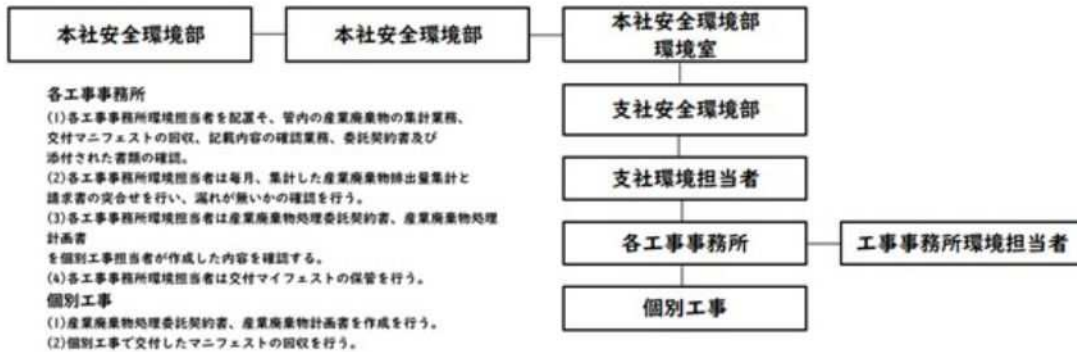 本社安全環境部
本社安全環境部
本社安全環境部
環境室
支社安全環境部
支社環境担当者
各工事事務所
工事事務所環境担当者
個別工事
各工事事務所
(1)各工事事務所環境担当者を配置そ、管内の産業廃棄物の集計業務、
交付マニフェストの回収、記載内容の確認業務、委託契約書及び
添付された書類の確認。
(2)各工事事務所環境担当者は毎月、集計した産業廃棄物排出量集計と
請求書の突合せを行い、漏れが無いかの確認を行う。
(3)各工事事務所環境担当者は産業廃棄物処理委託契約書、産業廃棄物処理
計画書
を個別工事担当者が作成した内容を確認する。
(4)各工事事務所環境担当者は交付マイフェストの保管を行う。
個別工事
(1)産業廃棄物処理委託契約書、産業廃棄物計画書を作成を行う。
(2)個別工事で交付したマニフェストの回収を行う。